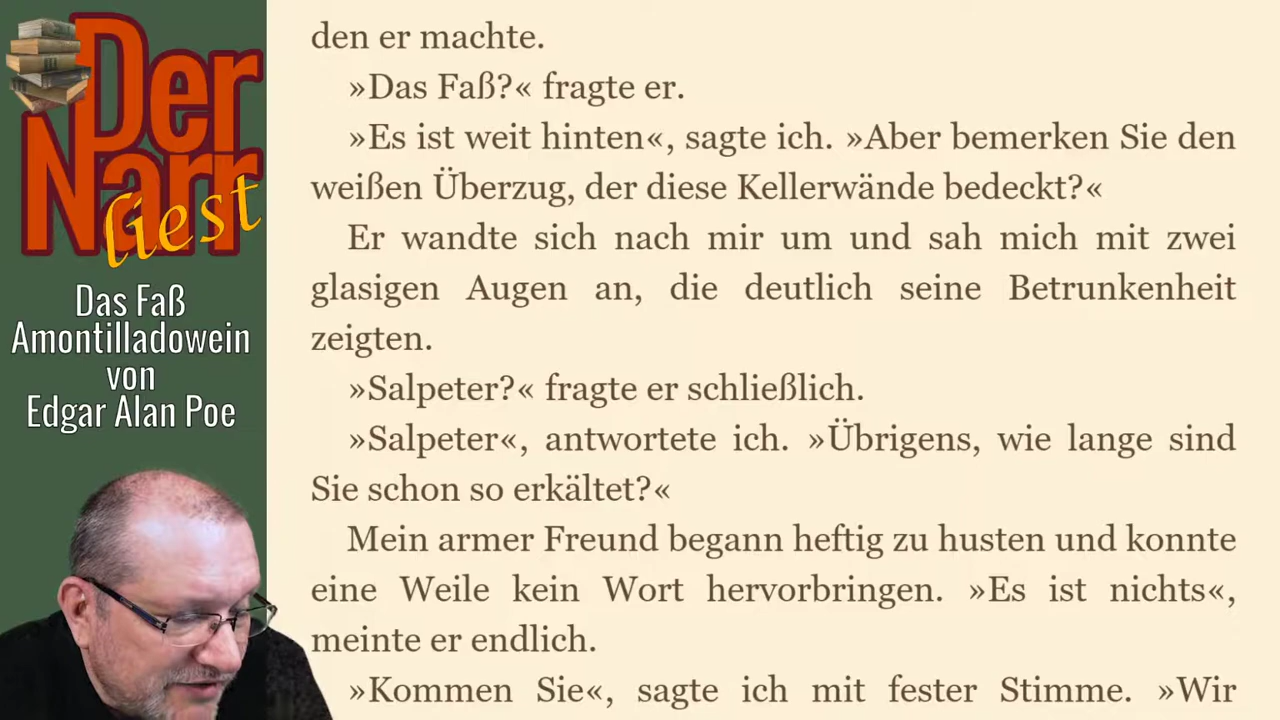 Der
Narr
liest
Das Faß
Amontilladowein
von
Edgar Alan Poe
den er machte.
»Das Faß?« fragte er.
»Es ist weit hinten«, sagte ich. »Aber bemerken Sie den
weißen Überzug, der diese Kellerwände bedeckt?«
Er wandte sich nach mir um und sah mich mit zwei
glasigen Augen an, die deutlich seine Betrunkenheit
zeigten.
»Salpeter?« fragte er schließlich.
»Salpeter«, antwortete ich. »Übrigens, wie lange sind
Sie schon so erkältet?«
Mein armer Freund begann heftig zu husten und konnte
eine Weile kein Wort hervorbringen. »Es ist nichts«,
meinte er endlich.
»Kommen Sie«, sagte ich mit fester Stimme. »Wir